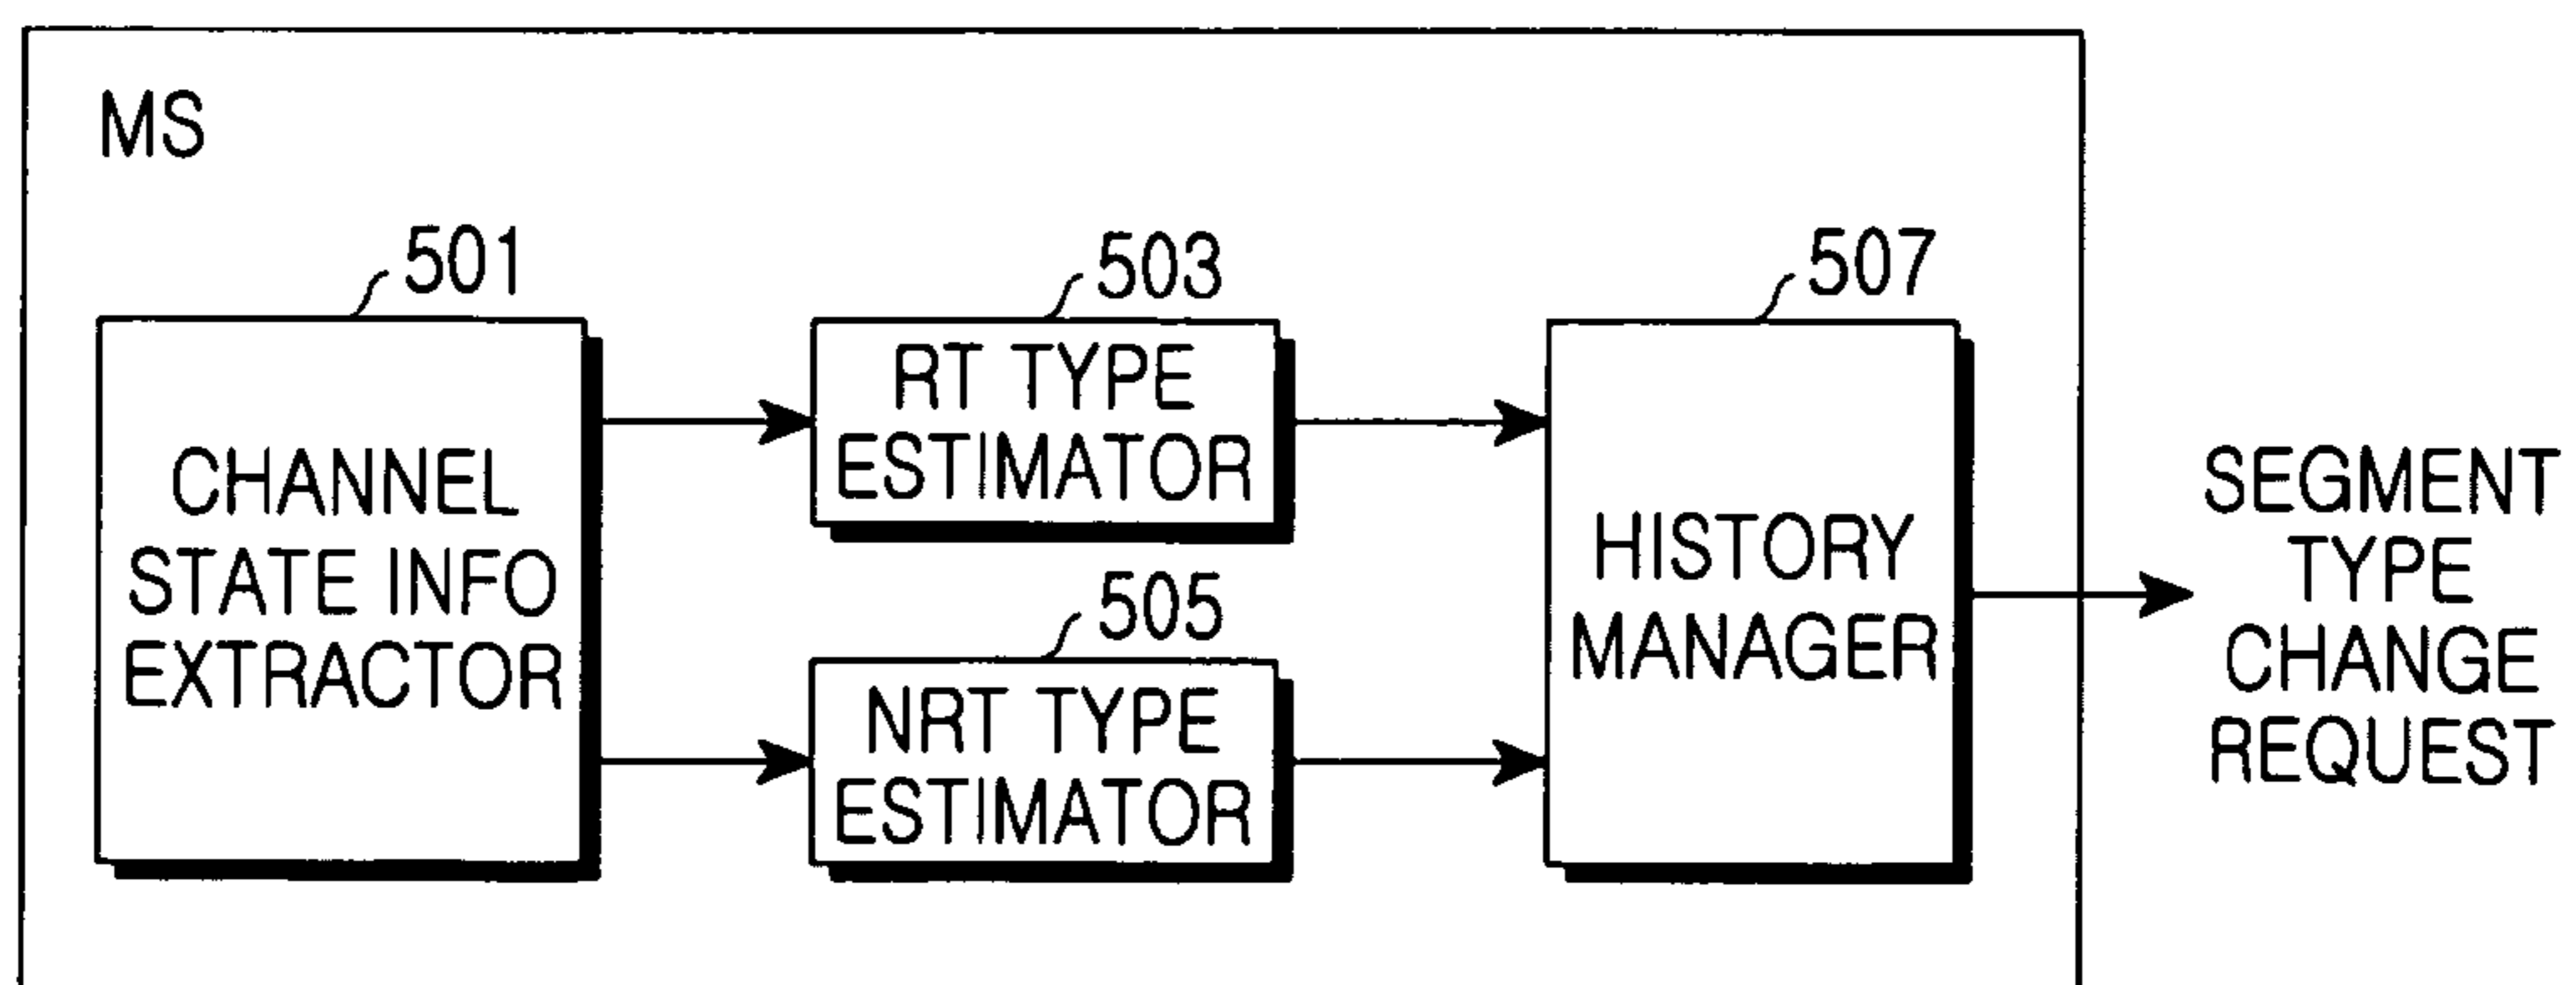 MS
501
CHANNEL
STATE INFO
EXTRACTOR
503
RT TYPE
ESTIMATOR
505
NRT TYPE
ESTIMATOR
507
HISTORY
MANAGER
SEGMENT
TYPE
CHANGE
REQUEST